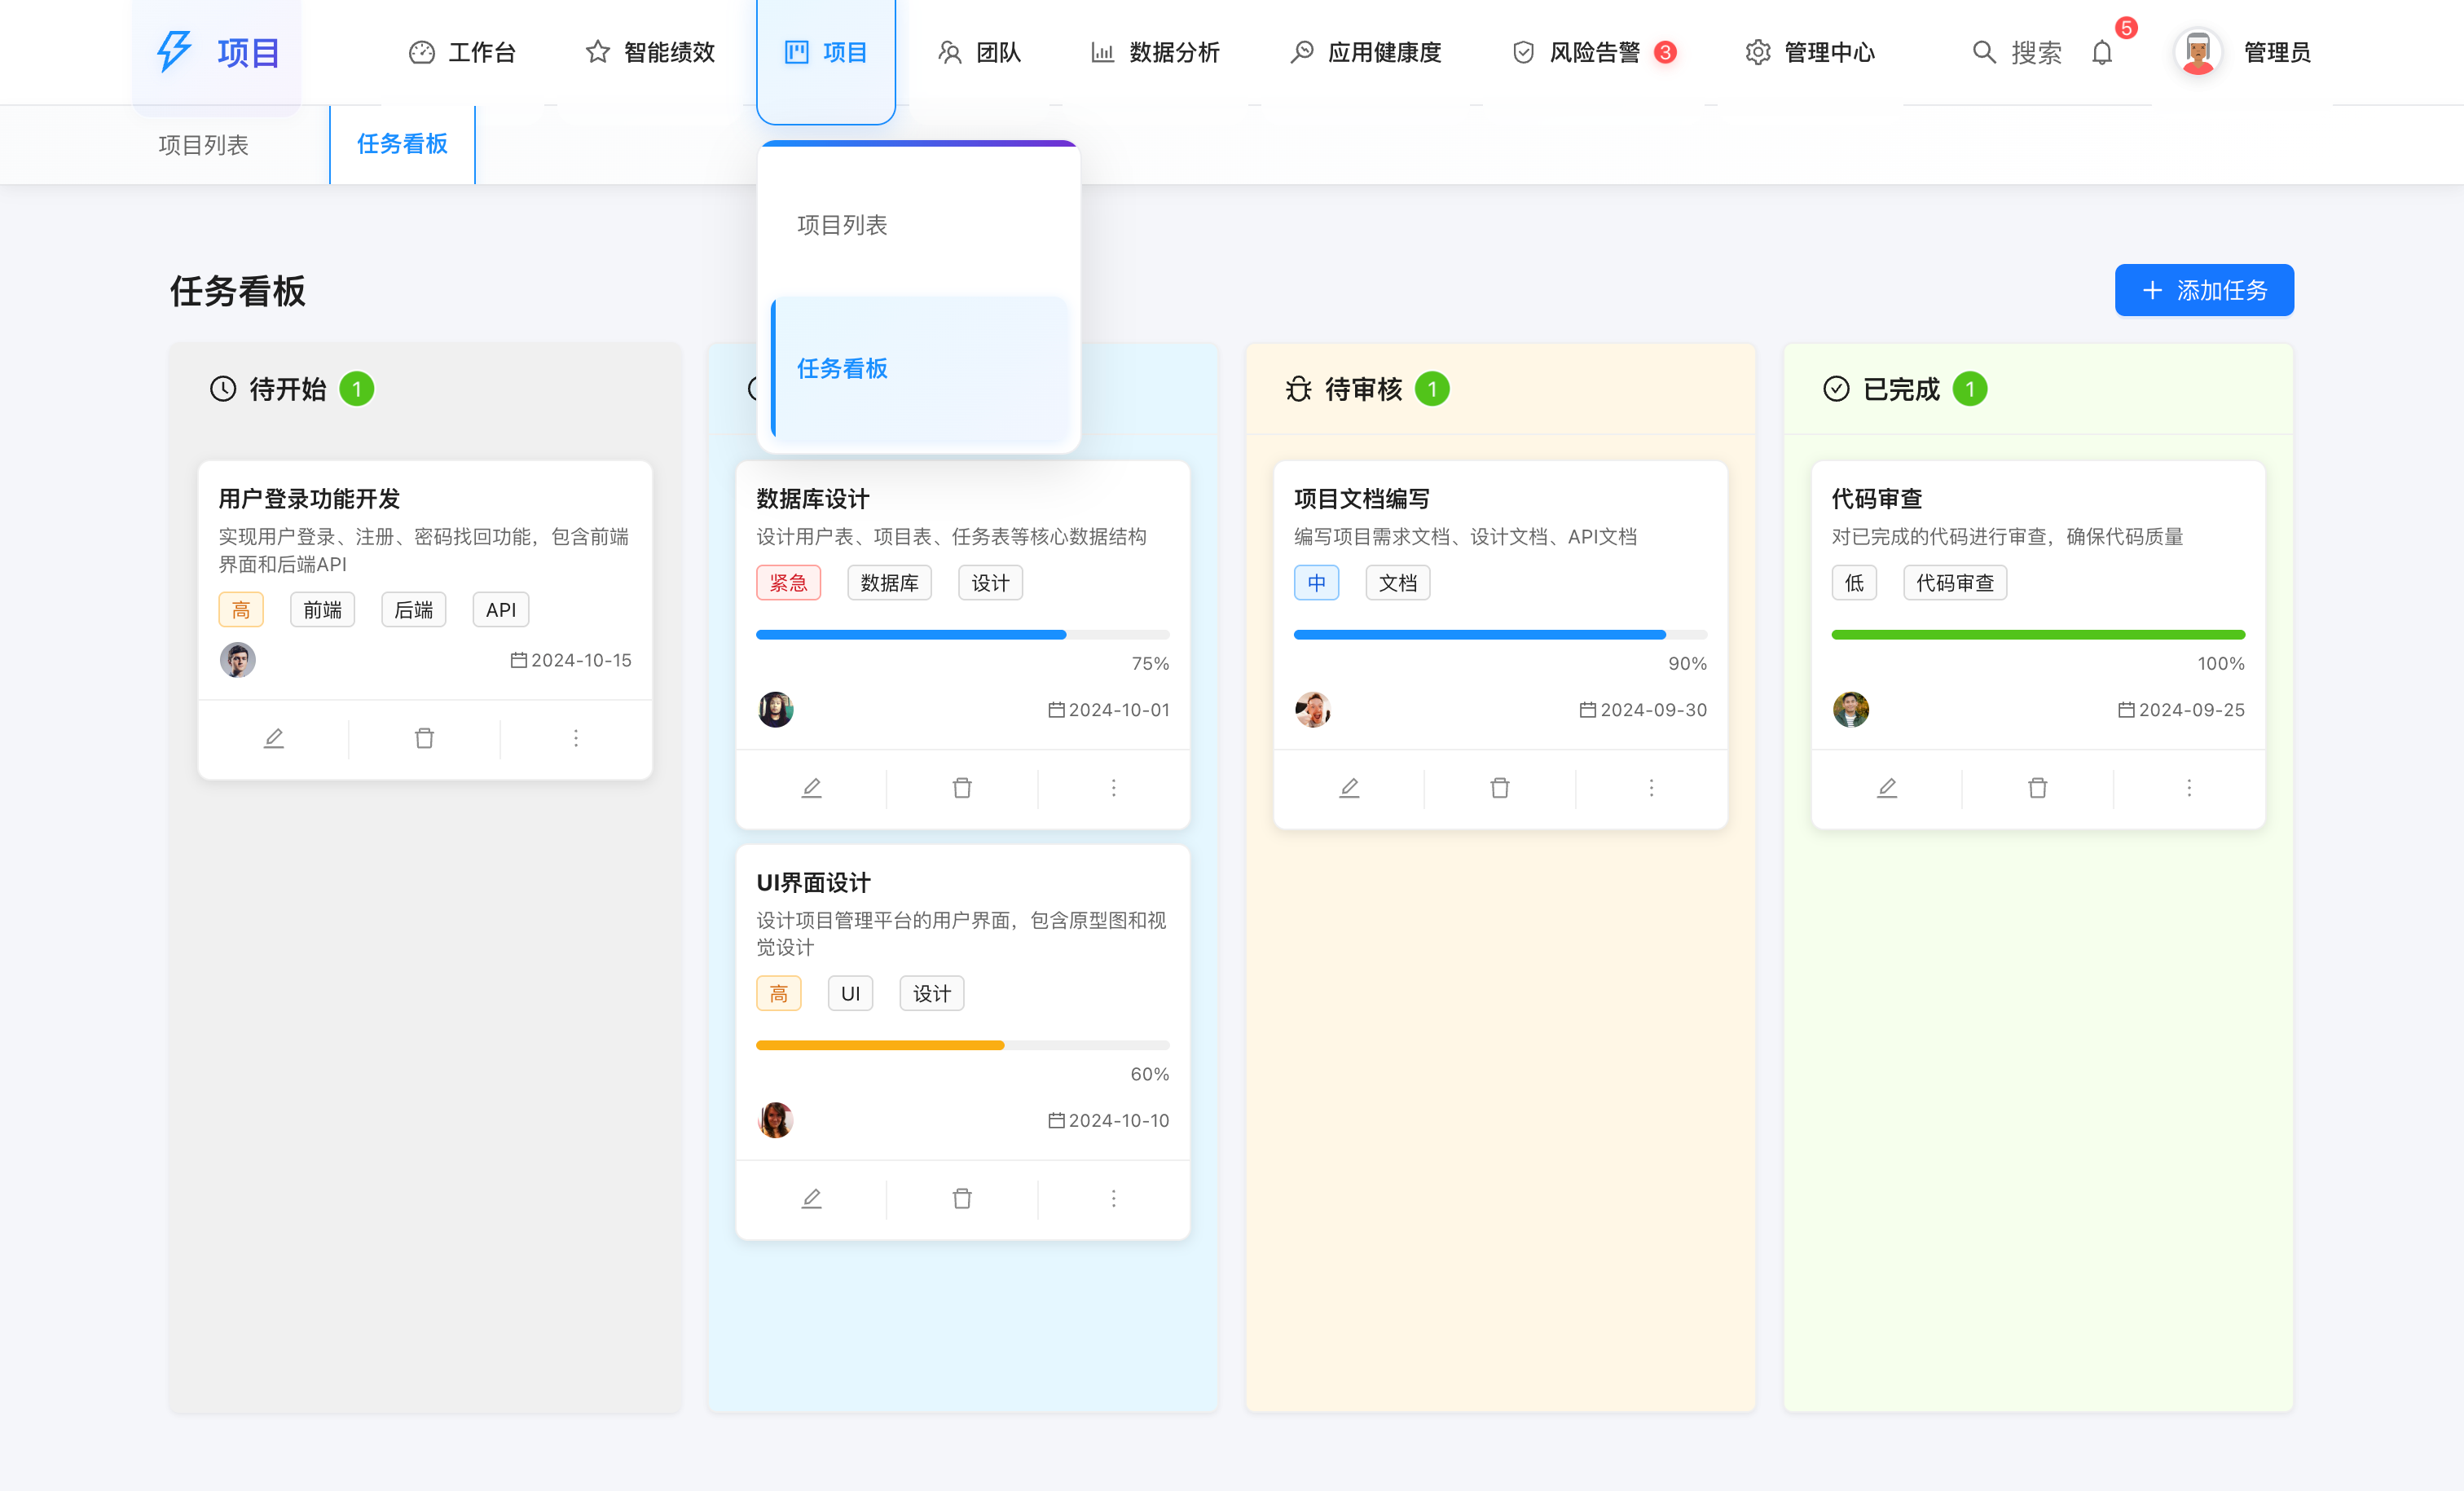 项目
工作台
智能绩效
项目
团队
数据分析
应用健康度
风险告警 3
管理中心
搜索
5
管理员
项目列表
任务看板
项目列表
任务看板
任务看板
添加任务
待开始 1
用户登录功能开发
实现用户登录、注册、密码找回功能，包含前端
界面和后端API
高 前端 后端 API
2024-10-15
数据库设计
设计用户表、项目表、任务表等核心数据结构
紧急 数据库 设计
75%
2024-10-01
UI界面设计
设计项目管理平台的用户界面，包含原型图和视
觉设计
高 UI 设计
60%
2024-10-10
待审核 1
项目文档编写
编写项目需求文档、设计文档、API文档
中 文档
90%
2024-09-30
已完成 1
代码审查
对已完成的代码进行审查，确保代码质量
低 代码审查
100%
2024-09-25